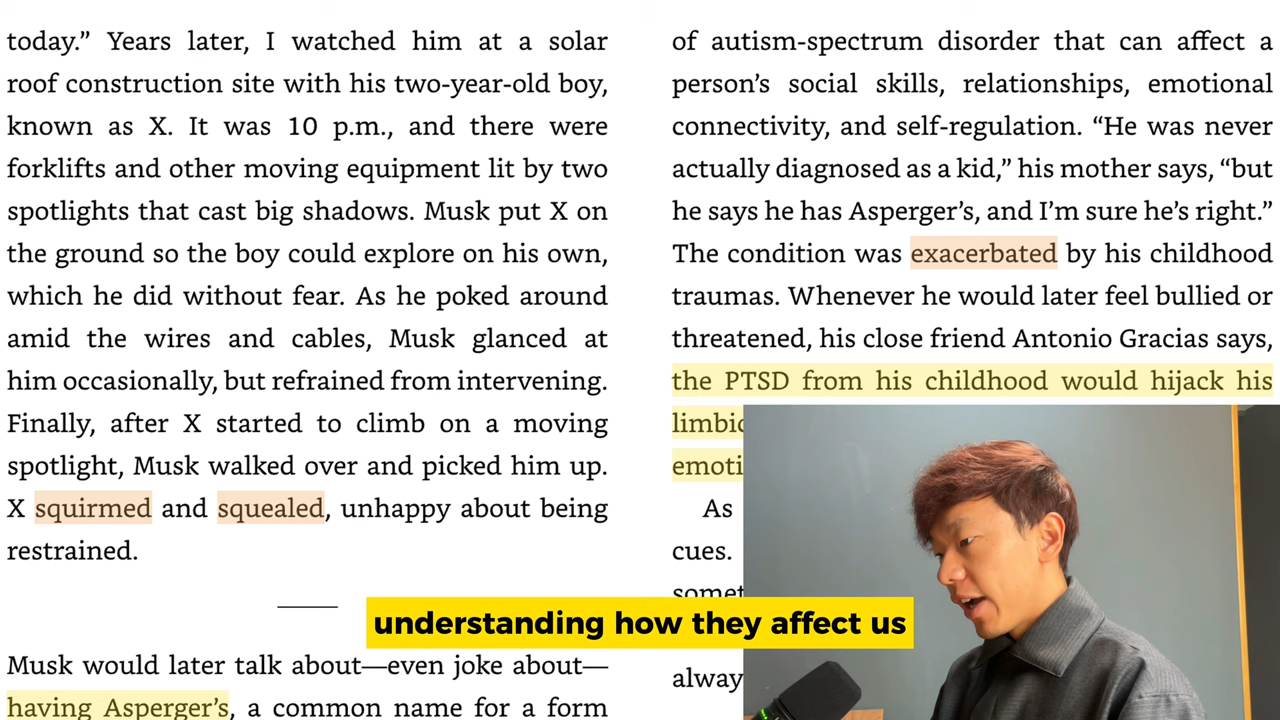 today.” Years later, I watched him at a solar
roof construction site with his two-year-old boy,
known as X. It was 10 p.m., and there were
forklifts and other moving equipment lit by two
spotlights that cast big shadows. Musk put X on
the ground so the boy could explore on his own,
which he did without fear. As he poked around
amid the wires and cables, Musk glanced at
him occasionally, but refrained from intervening.
Finally, after X started to climb on a moving
spotlight, Musk walked over and picked him up.
X squirmed and squealed, unhappy about being
restrained.
Musk would later talk about—even joke about—
having Asperger’s, a common name for a form
of autism-spectrum disorder that can affect a
person’s social skills, relationships, emotional
connectivity, and self-regulation. “He was never
actually diagnosed as a kid,” his mother says, “but
he says he has Asperger’s, and I’m sure he’s right.”
The condition was exacerbated by his childhood
traumas. Whenever he would later feel bullied or
threatened, his close friend Antonio Gracias says,
the PTSD from his childhood would hijack his
As
cues.
understanding how they affect us